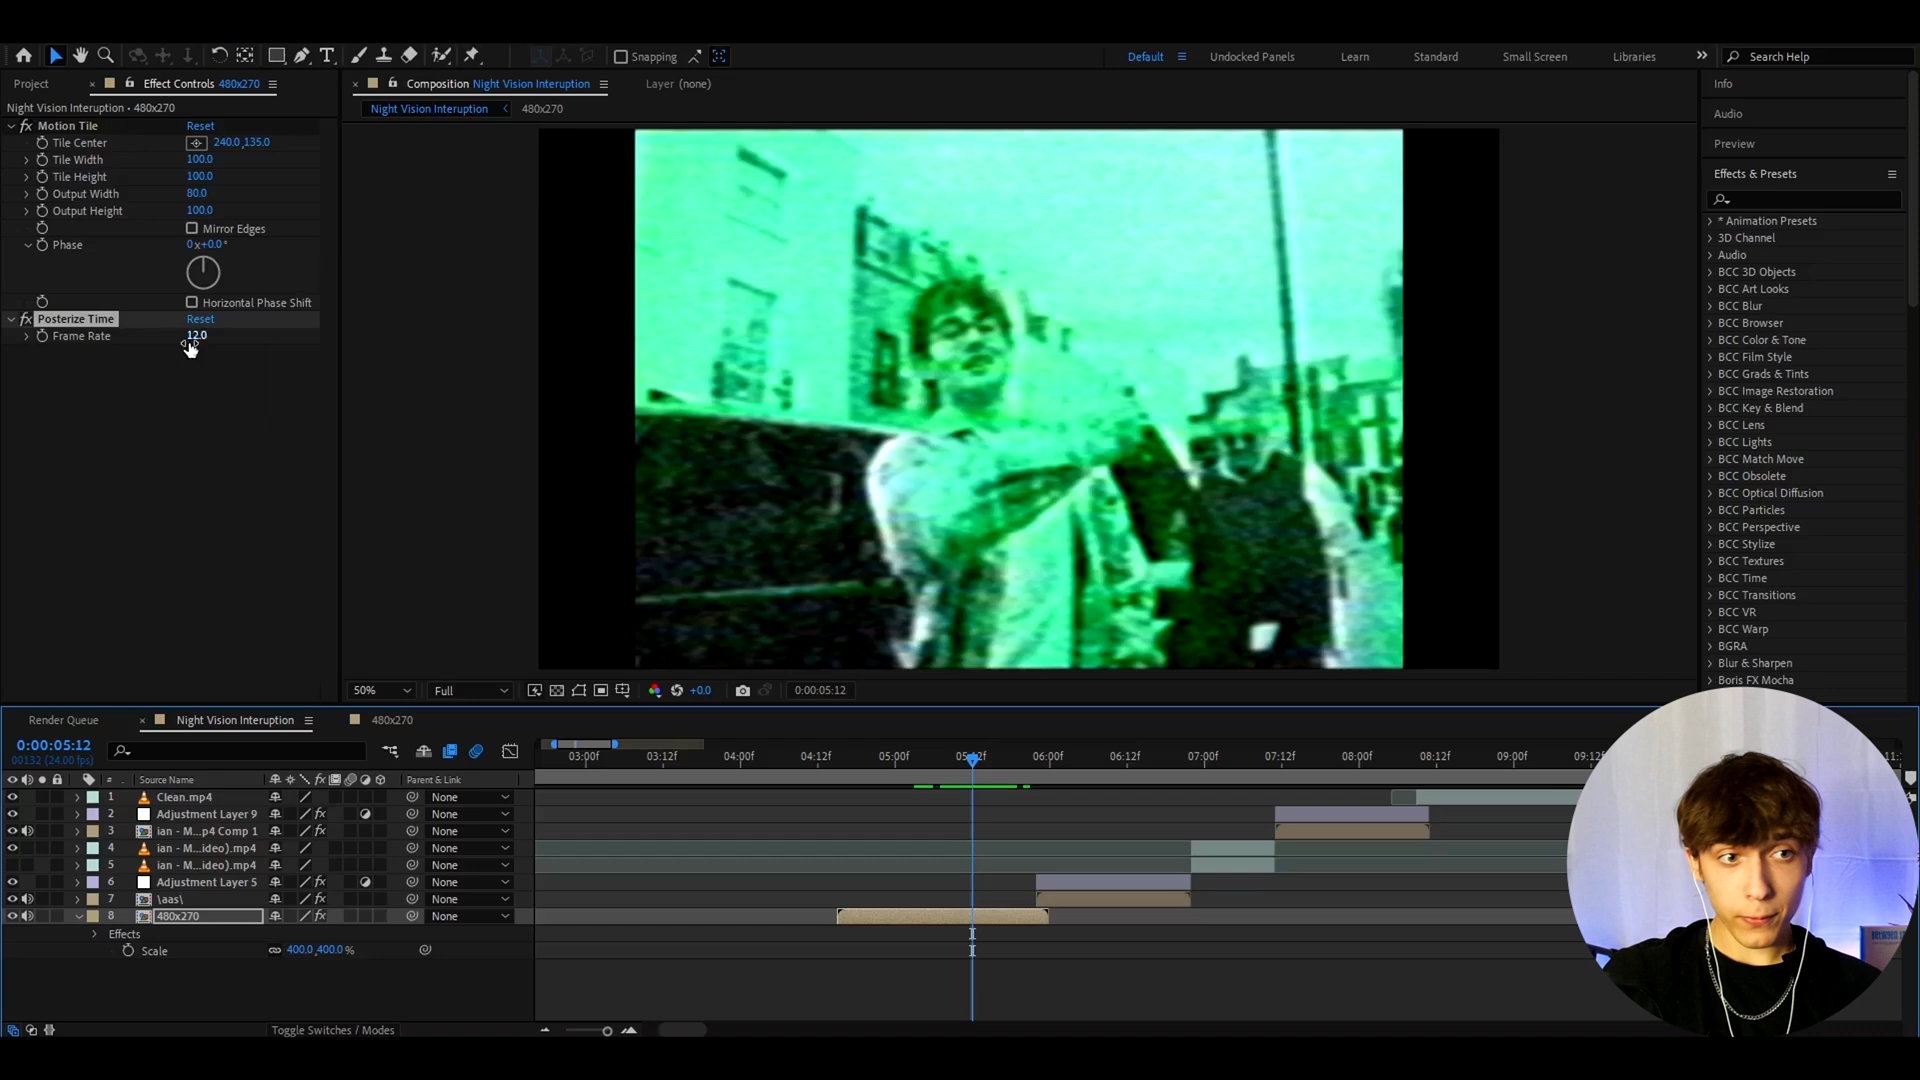 Snapping
Default
Undocked Panels
Learn
Standard
Small Screen
Libraries
Search Help
Project
Effect Controls 480x270
Composition Night Vision Interuption
Layer (none)
Info
Night Vision Interuption • 480x270
Night Vision Interuption
480x270
Audio
Motion Tile Reset
Tile Center 240.0,135.0
Tile Width 100.0
Tile Height 100.0
Output Width 80.0
Output Height 100.0
Mirror Edges
Phase 0x+0.0°
Horizontal Phase Shift
Posterize Time Reset
Frame Rate 12.0
Preview
Effects & Presets
* Animation Presets
3D Channel
Audio
BCC 3D Objects
BCC Art Looks
BCC Blur
BCC Browser
BCC Color & Tone
BCC Film Style
BCC Grads & Tints
BCC Image Restoration
BCC Key & Blend
BCC Lens
BCC Lights
BCC Match Move
BCC Obsolete
BCC Optical Diffusion
BCC Particles
BCC Perspective
BCC Stylize
BCC Textures
BCC Time
BCC Transitions
BCC VR
BCC Warp
BGRA
Blur & Sharpen
Boris FX Mocha
50% Full +0.0 0:00:05:12
Render Queue
Night Vision Interuption
480x270
0:00:05:12
00132 (24.00 fps)
03:00f 03:12f 04:00f 04:12f 05:00f 06:00f 06:12f 07:00f 07:12f 08:00f 08:12f 09:00f
# Source Name Parent & Link
1 Clean.mp4 None
2 Adjustment Layer 9 None
3 ian - M...p4 Comp 1 None
4 ian - M...ideo).mp4 None
5 ian - M...ideo).mp4 None
6 Adjustment Layer 5 None
7 \aas\ None
8 480x270 None
Effects
Scale 400.0,400.0%
Toggle Switches / Modes